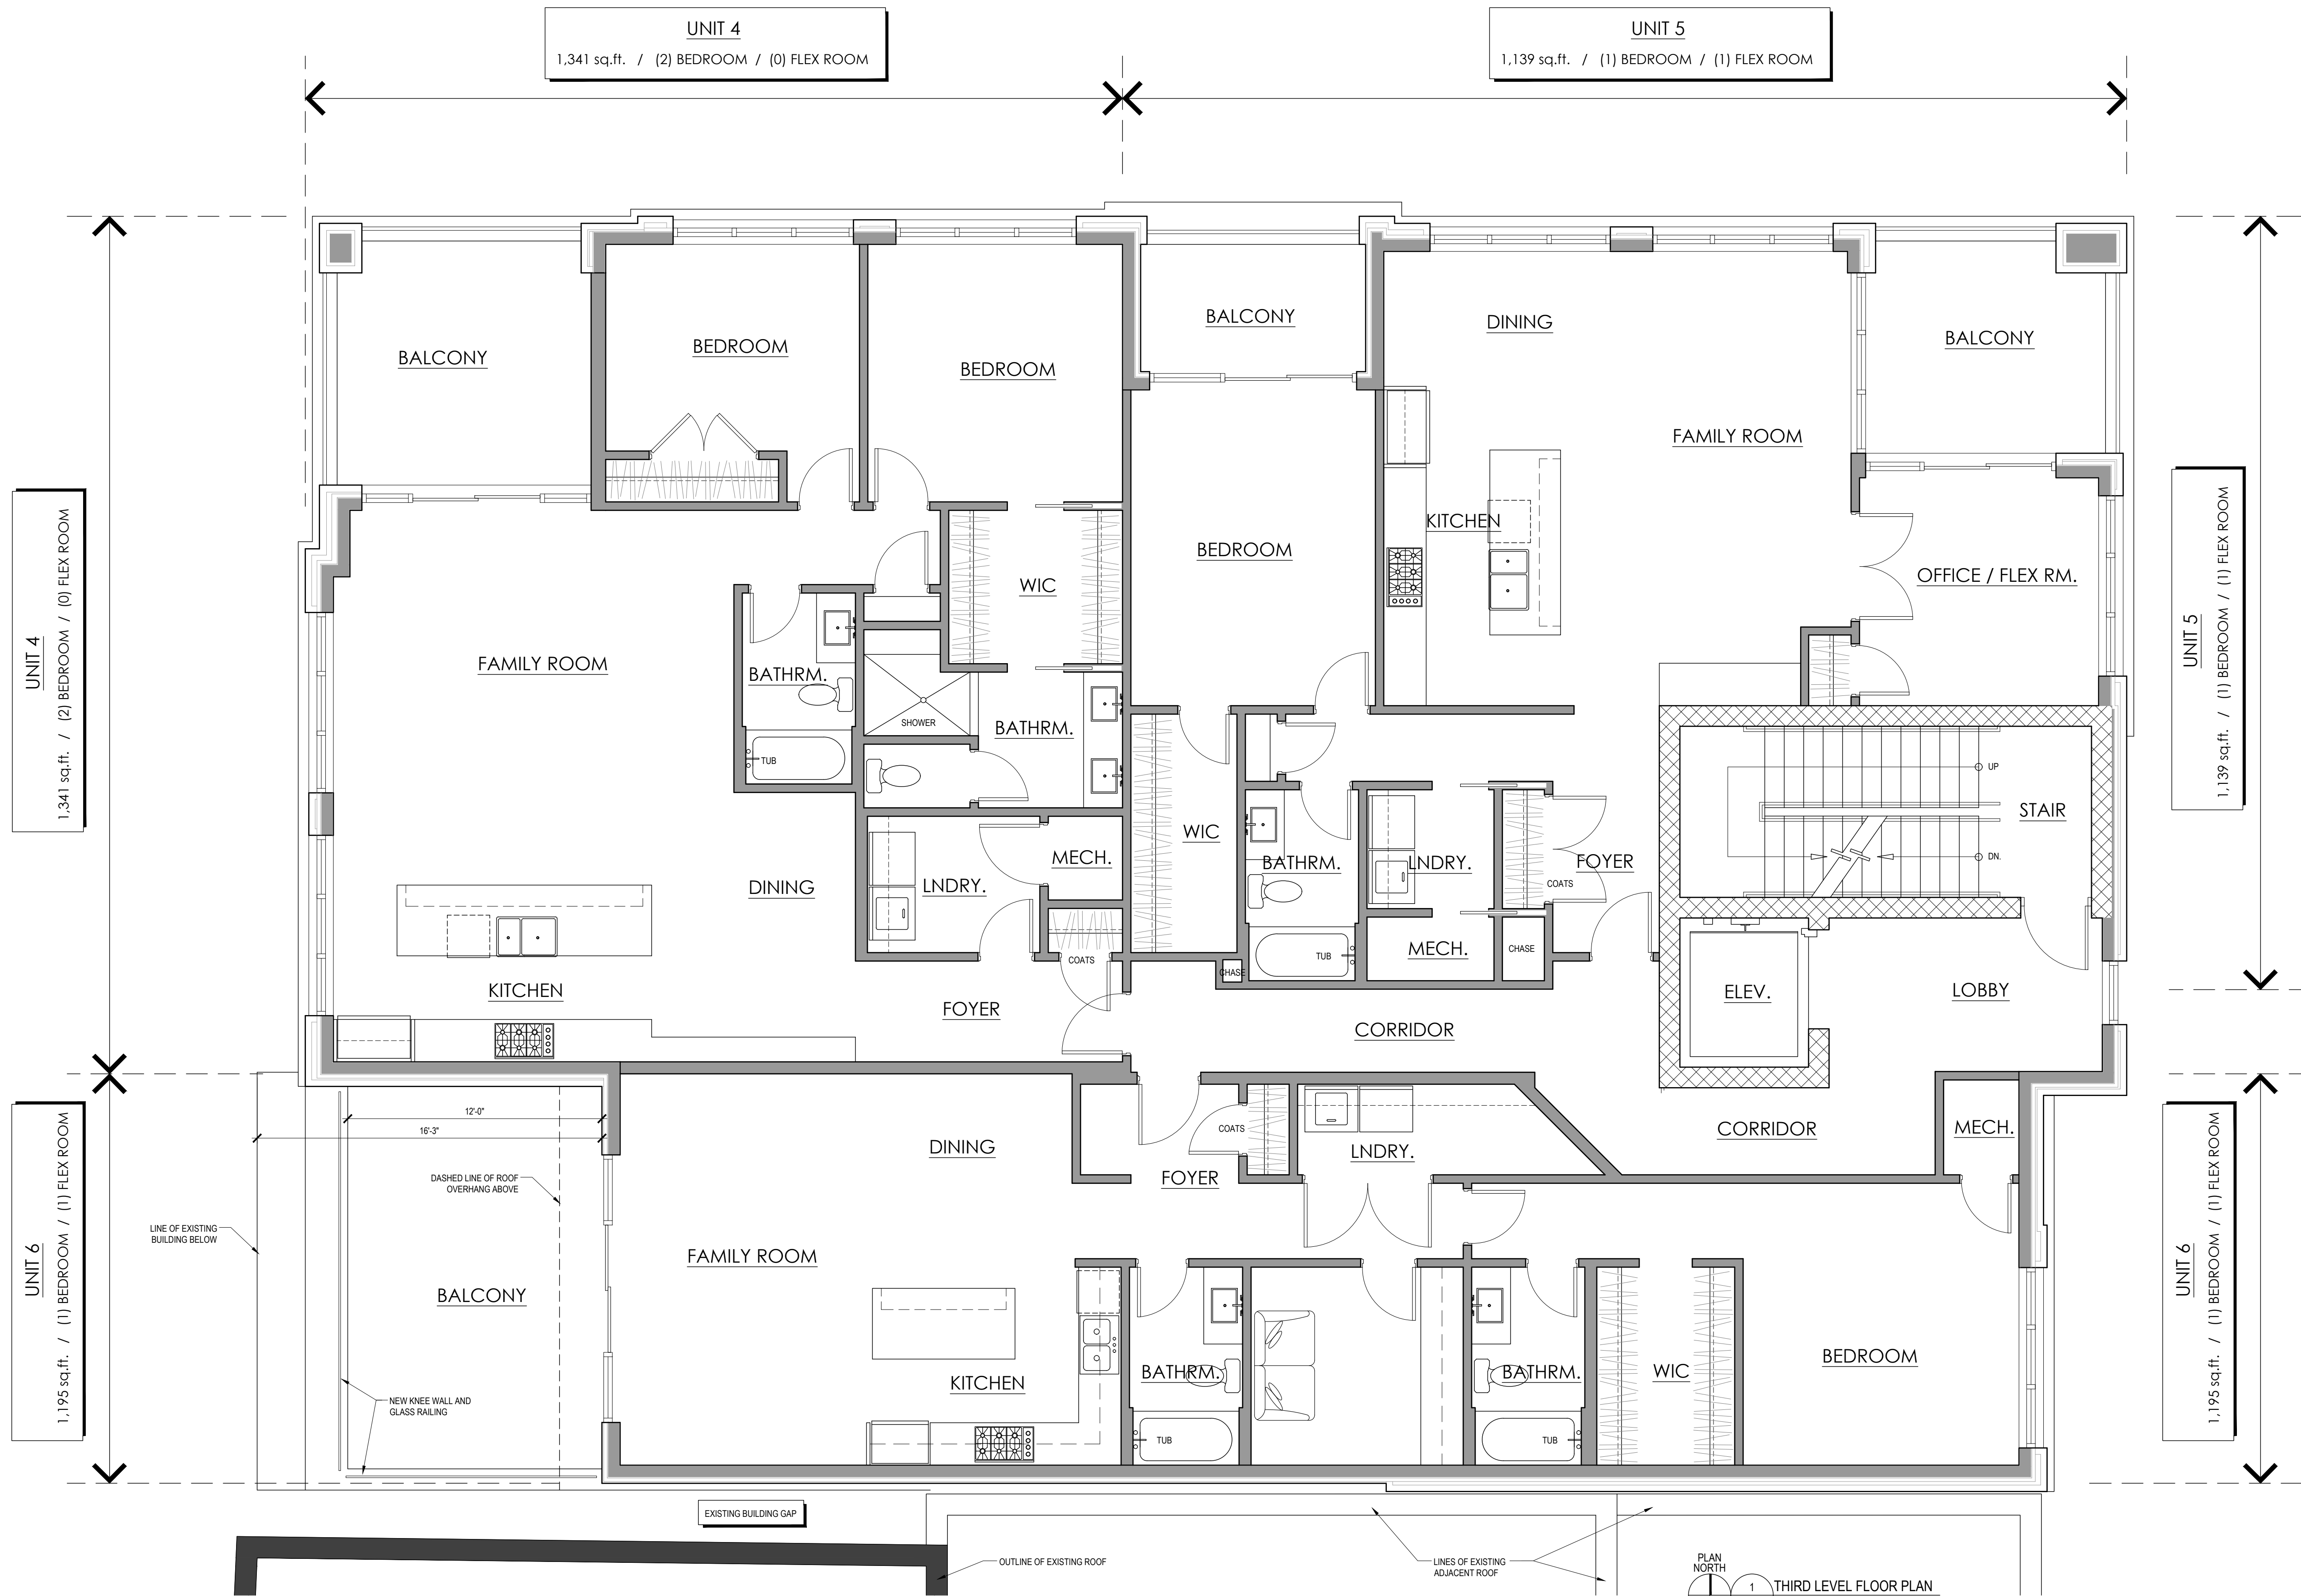 UNIT 4
1,341 sq.ft. / (2) BEDROOM / (0) FLEX ROOM
UNIT 5
1,139 sq.ft. / (1) BEDROOM / (1) FLEX ROOM
UNIT 4
1,341 sq.ft. / (2) BEDROOM / (0) FLEX ROOM
UNIT 6
1,195 sq.ft. / (1) BEDROOM / (1) FLEX ROOM
UNIT 5
1,139 sq.ft. / (1) BEDROOM / (1) FLEX ROOM
UNIT 6
1,195 sq.ft. / (1) BEDROOM / (1) FLEX ROOM
BALCONY
BEDROOM
BEDROOM
BALCONY
DINING
BALCONY
FAMILY ROOM
KITCHEN
BEDROOM
OFFICE / FLEX RM.
WIC
FAMILY ROOM
BATHRM.
SHOWER
BATHRM.
TUB
UP
STAIR
DN.
WIC
MECH.
LNDRY.
DINING
BATHRM.
LNDRY.
FOYER
COATS
COATS
TUB
MECH.
CHASE
CHASE
KITCHEN
FOYER
ELEV.
LOBBY
CORRIDOR
12'-0"
16'-3"
COATS
CORRIDOR
MECH.
DINING
LNDRY.
FOYER
DASHED LINE OF ROOF
OVERHANG ABOVE
LINE OF EXISTING
BUILDING BELOW
FAMILY ROOM
BALCONY
KITCHEN
BATHRM.
BATHRM.
WIC
BEDROOM
NEW KNEE WALL AND
GLASS RAILING
TUB
TUB
EXISTING BUILDING GAP
OUTLINE OF EXISTING ROOF
LINES OF EXISTING
ADJACENT ROOF
PLAN
NORTH
1
THIRD LEVEL FLOOR PLAN